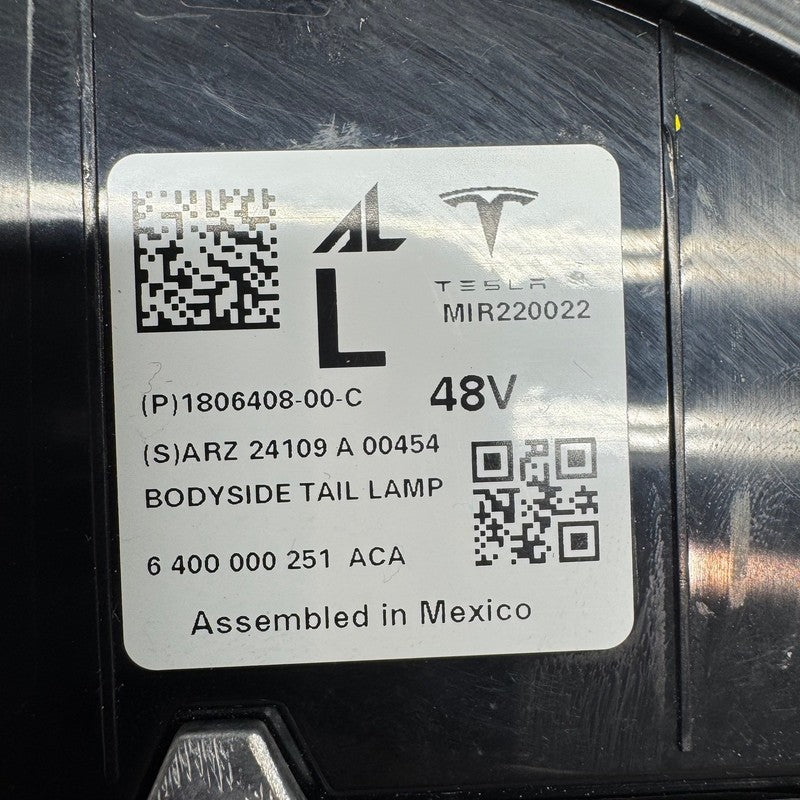 AL
TESLA
L
MIR220022
(P)1806408-00-C
48V
(S)ARZ 24109 A 00454
BODYSIDE TAIL LAMP
6 400 000 251 ACA
Assembled in Mexico